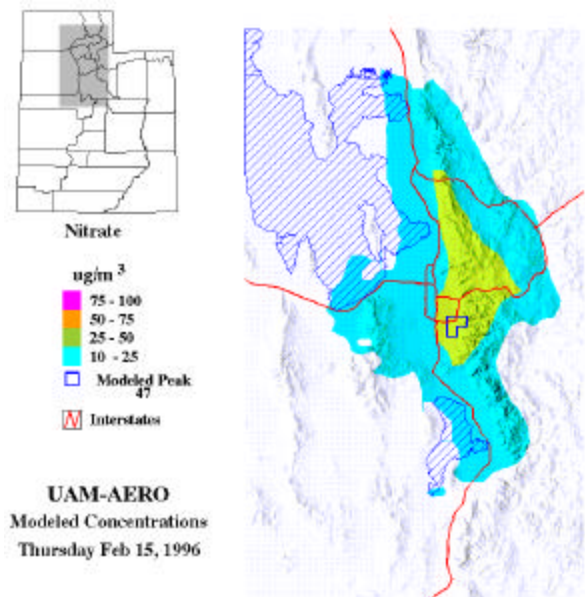 Nitrate
ug/m 3
75 - 100
50 - 75
25 - 50
10 - 25
Modeled Peak
47
Interstates
UAM-AERO
Modeled Concentrations
Thursday Feb 15, 1996